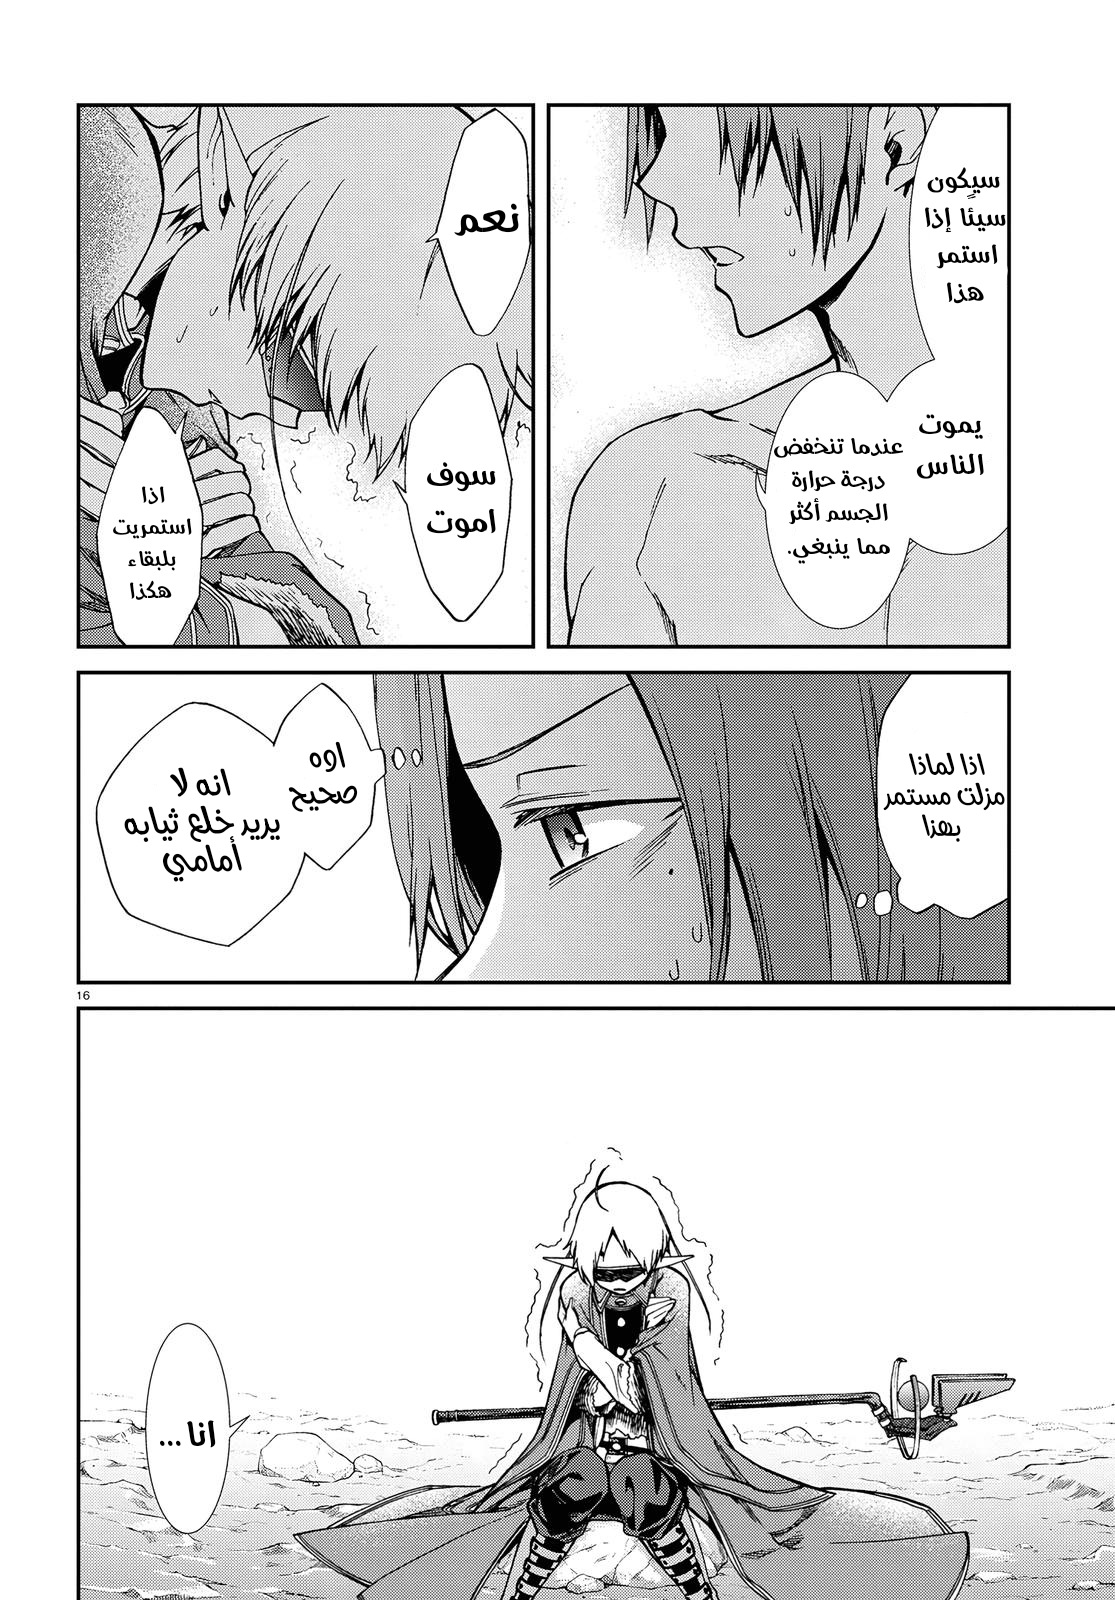 سيكون
سيئًا إذا
استمر
هذا
يموت
الناس
عندما تنخفض
درجة حرارة
الجسم أكثر
مما ينبغي.
نعم
سوف
اموت
اذا
استمريت
بلبقاء
هكذا
اذا لماذا
مزلت مستمر
بهذا
اوه
صحيح
انه لا
يريد خلع ثيابه
أمامي
16
انا ...